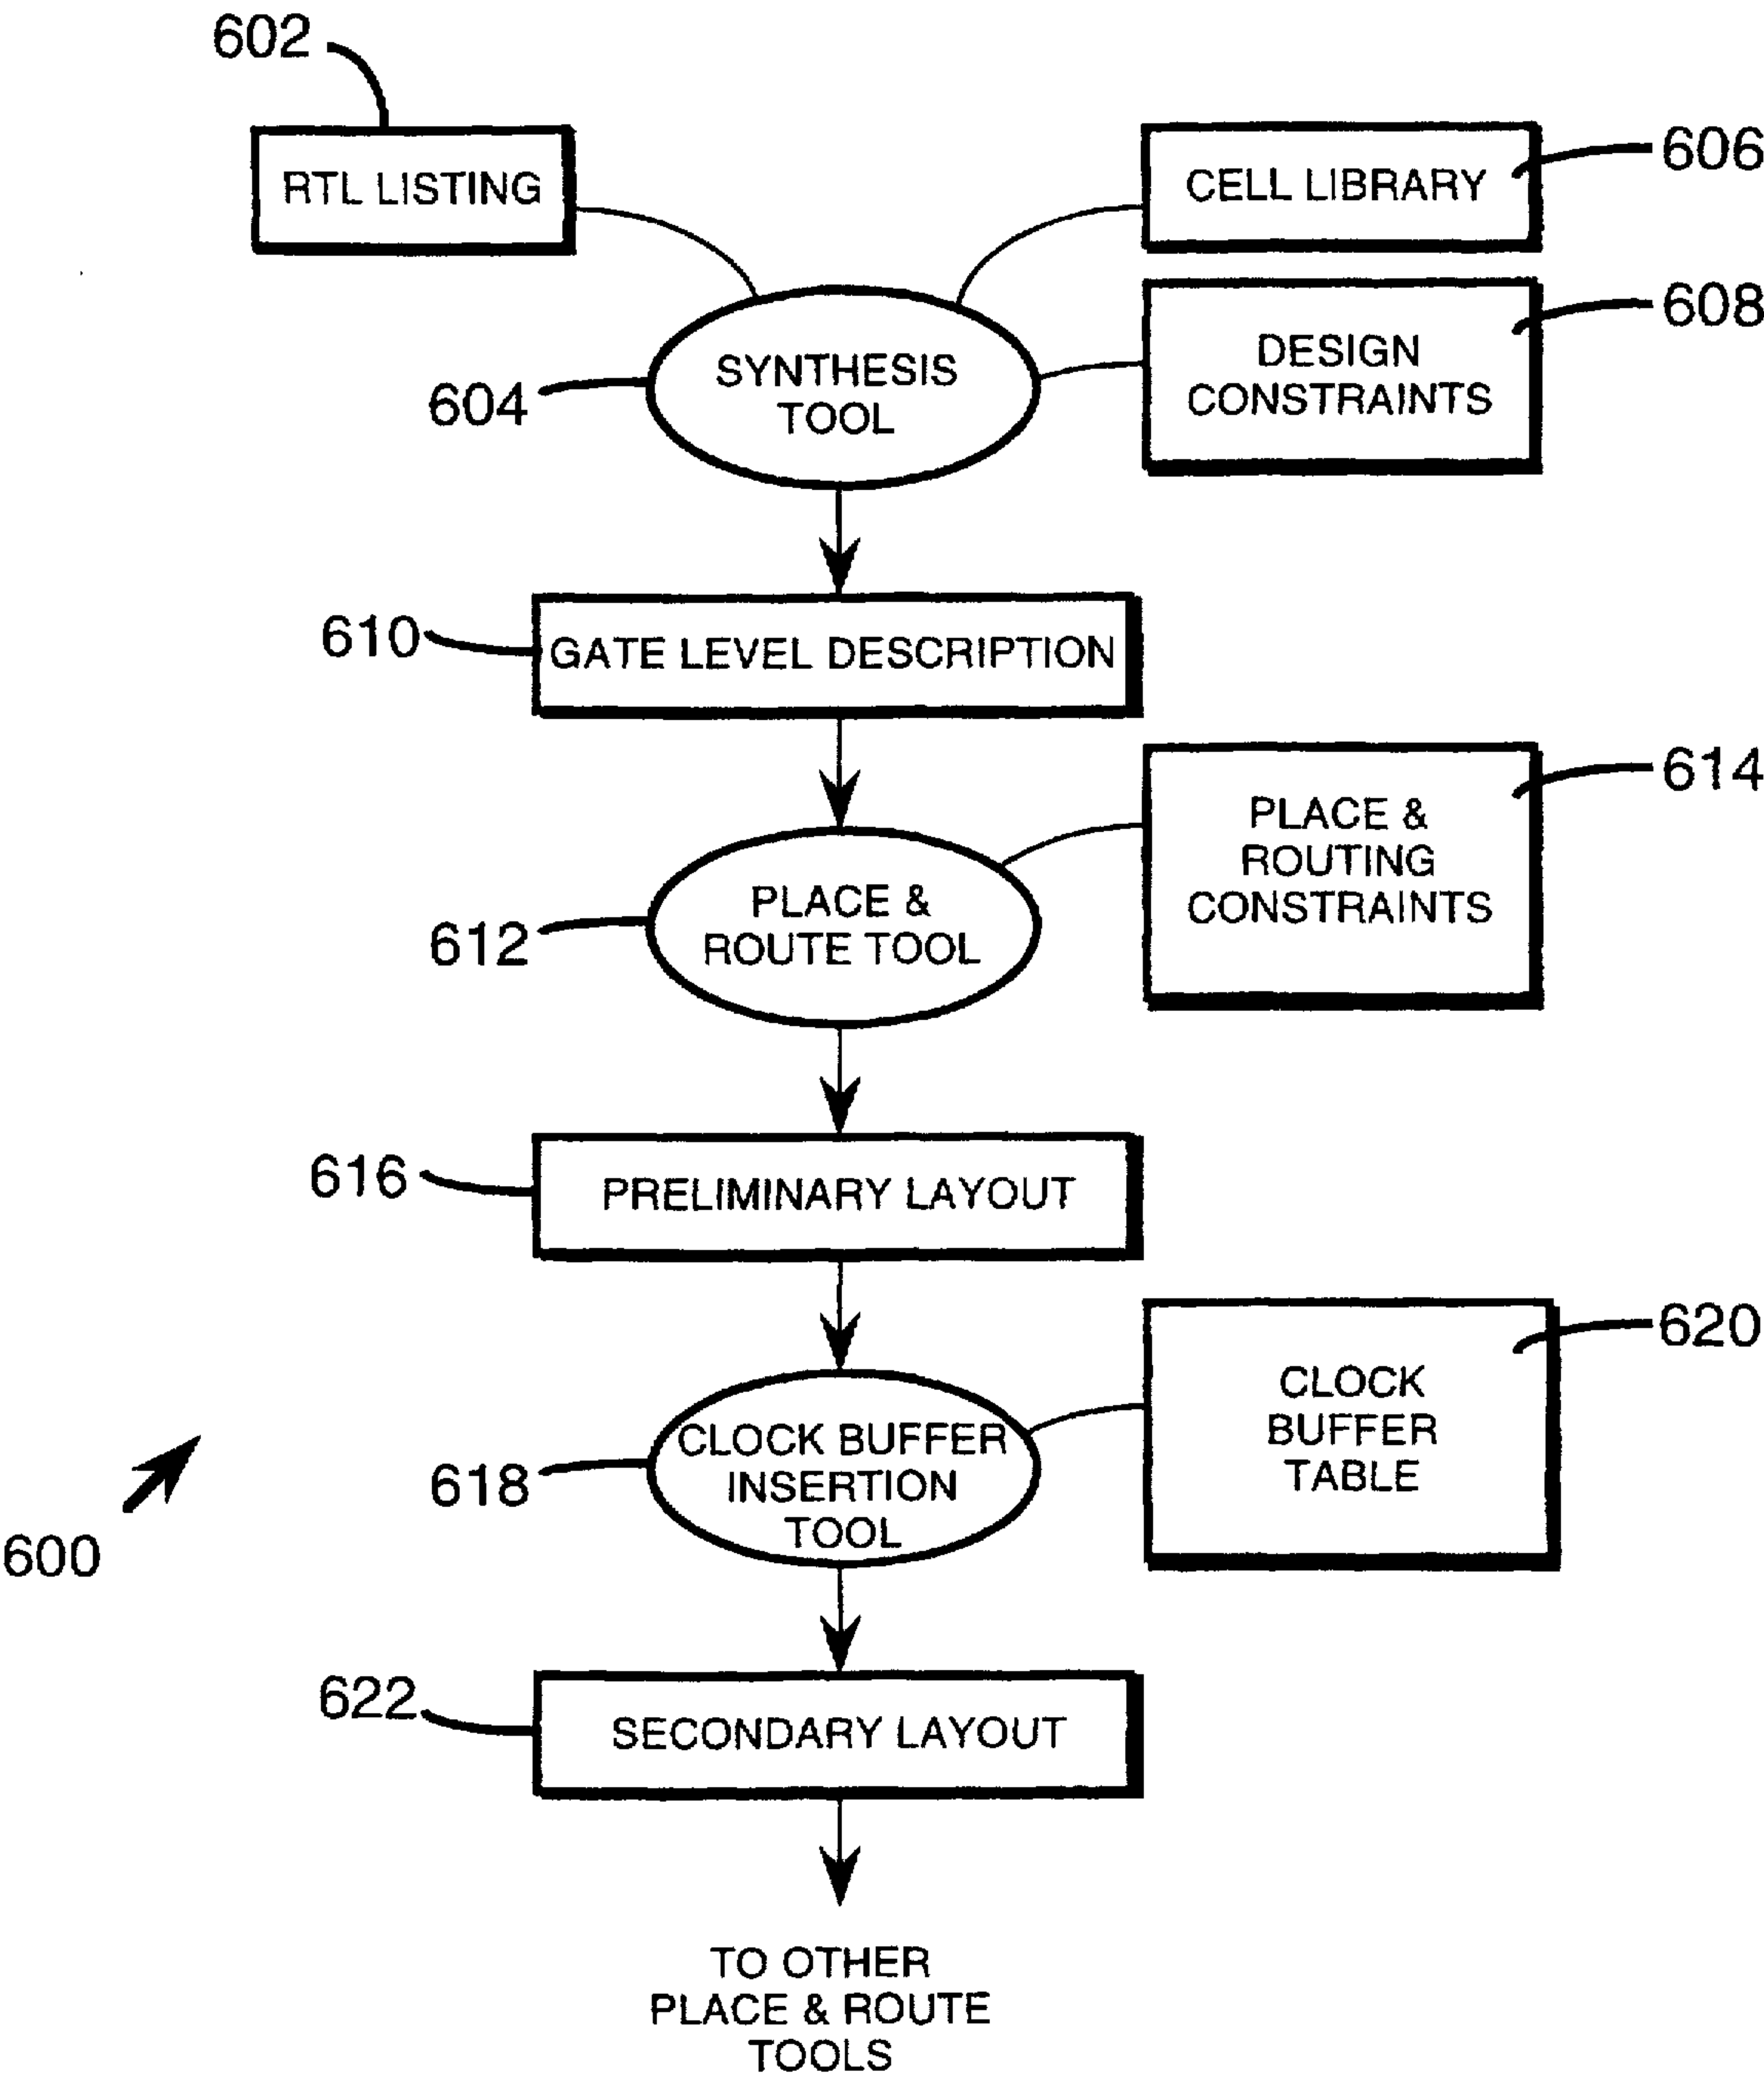 602
RTL LISTING
CELL LIBRARY
606
DESIGN
CONSTRAINTS
608
SYNTHESIS
TOOL
604
610
GATE LEVEL DESCRIPTION
PLACE &
ROUTING
CONSTRAINTS
614
PLACE &
ROUTE TOOL
612
616
PRELIMINARY LAYOUT
CLOCK
BUFFER
TABLE
620
CLOCK BUFFER
INSERTION
TOOL
618
600
622
SECONDARY LAYOUT
TO OTHER
PLACE & ROUTE
TOOLS